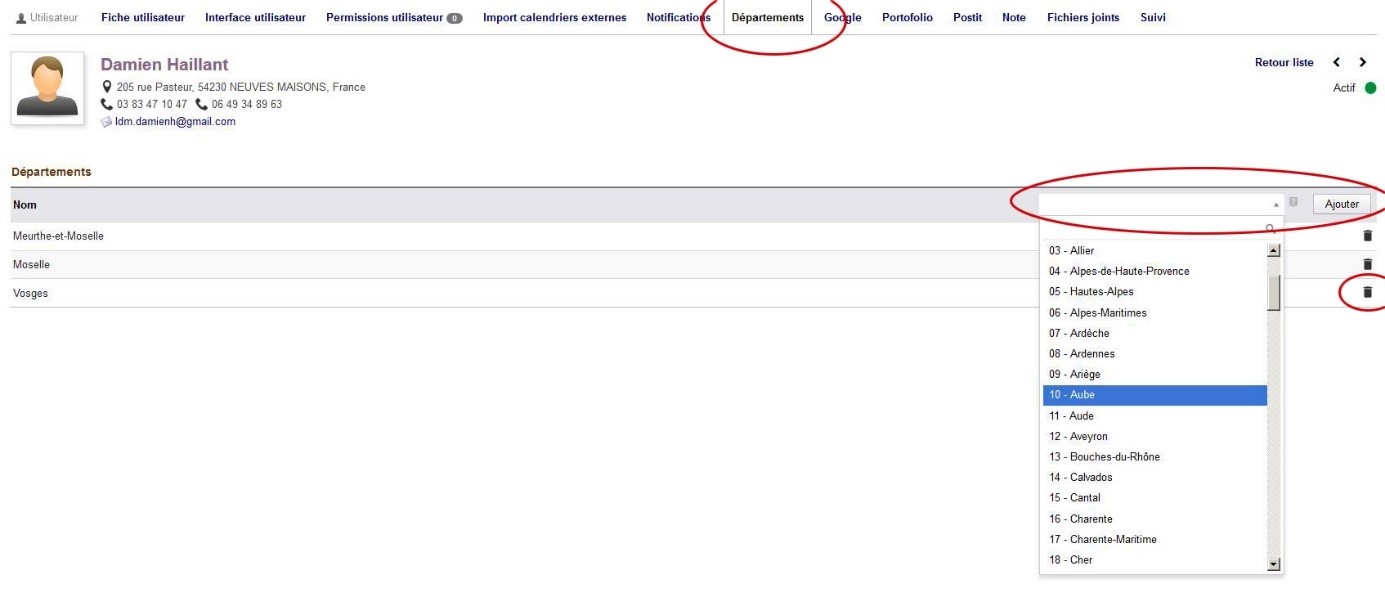 Utilisateur Fiche utilisateur Interface utilisateur Permissions utilisateur 0 Import calendriers externes Notifications Départements Google Portofolio Postit Note Fichiers joints Suivi
Damien Haillant
205 rue Pasteur, 54230 NEUVES MAISONS, France
03 83 47 10 47 06 49 34 89 63
ldm.damienh@gmail.com
Retour liste
Actif
Départements
Nom
? Ajouter
Meurthe-et-Moselle
Moselle
Vosges
03 - Allier
04 - Alpes-de-Haute-Provence
05 - Hautes-Alpes
06 - Alpes-Maritimes
07 - Ardèche
08 - Ardennes
09 - Ariège
10 - Aube
11 - Aude
12 - Aveyron
13 - Bouches-du-Rhône
14 - Calvados
15 - Cantal
16 - Charente
17 - Charente-Maritime
18 - Cher